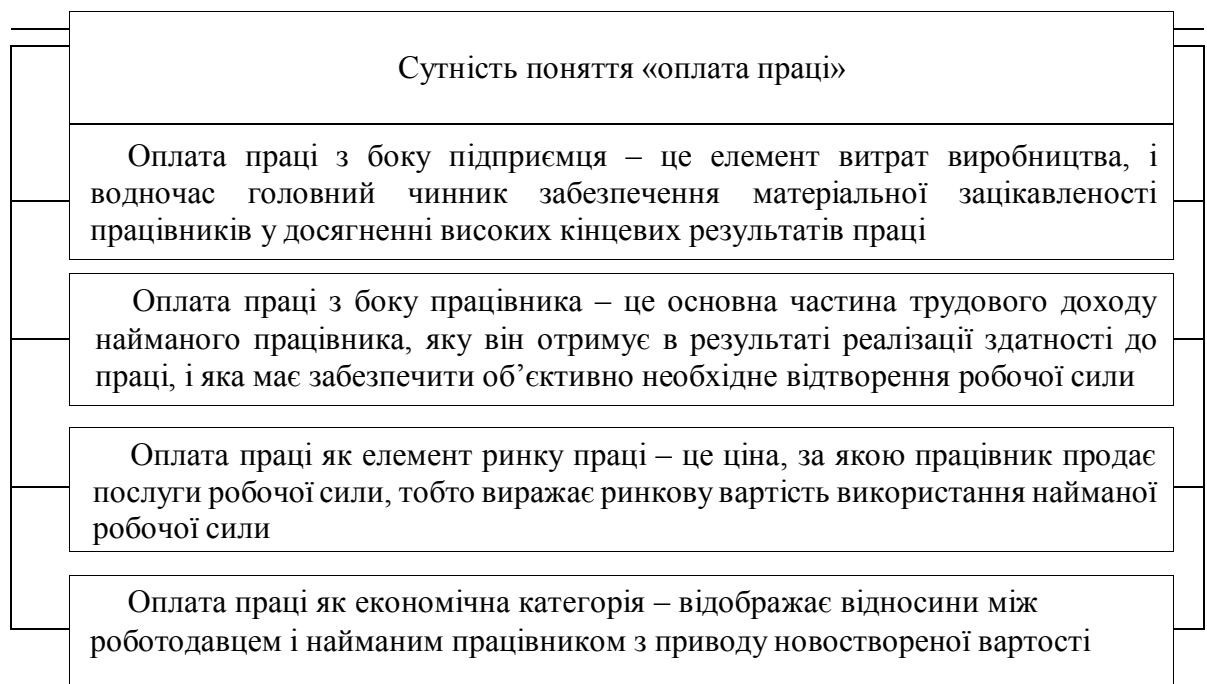 Сутність поняття «оплата праці»
Оплата праці з боку підприємця – це елемент витрат виробництва, і
водночас головний чинник забезпечення матеріальної зацікавленості
працівників у досягненні високих кінцевих результатів праці
Оплата праці з боку працівника – це основна частина трудового доходу
найманого працівника, яку він отримує в результаті реалізації здатності до
праці, і яка має забезпечити об’єктивно необхідне відтворення робочої сили
Оплата праці як елемент ринку праці – це ціна, за якою працівник продає
послуги робочої сили, тобто виражає ринкову вартість використання найманої
робочої сили
Оплата праці як економічна категорія – відображає відносини між
роботодавцем і найманим працівником з приводу новоствореної вартості